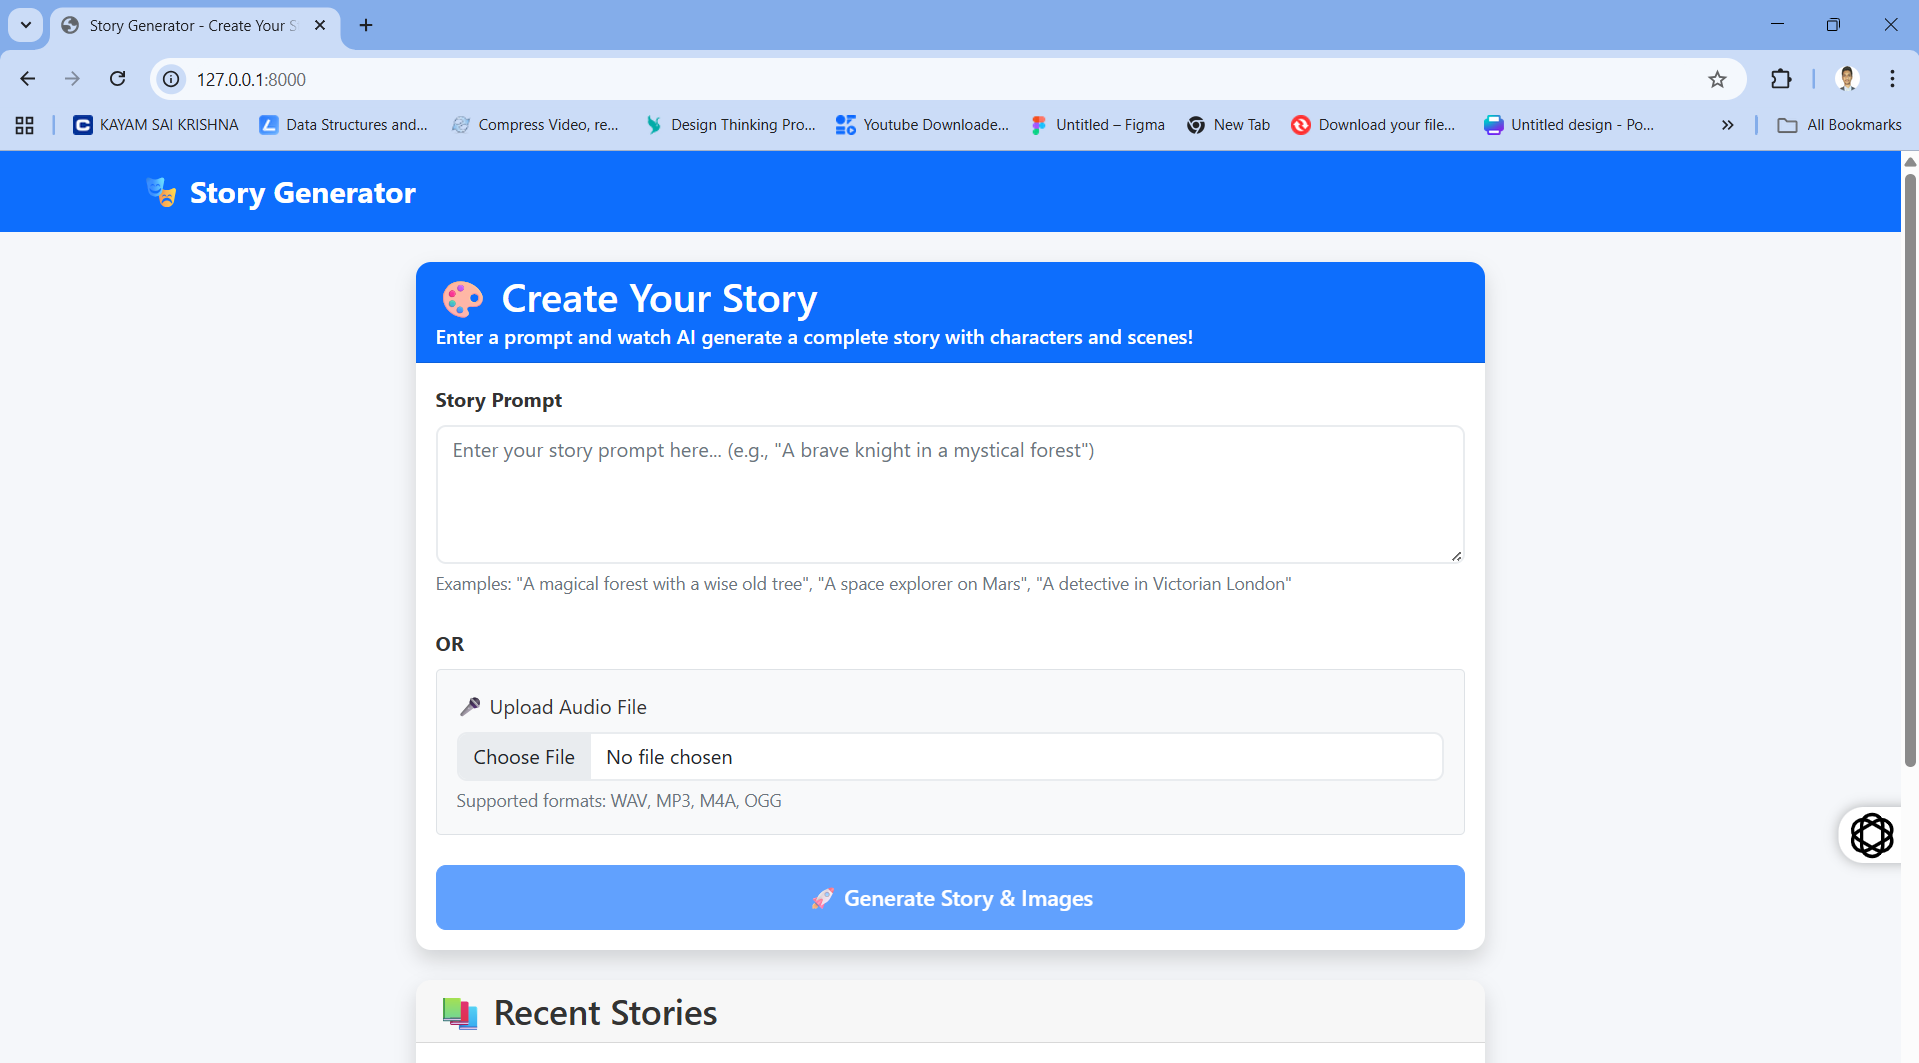 Story Generator - Create Your S
127.0.0.1:8000
KAYAM SAI KRISHNA
Data Structures and...
Compress Video, re...
Design Thinking Pro...
Youtube Downloade...
Untitled – Figma
New Tab
Download your file...
Untitled design - Po...
All Bookmarks
Story Generator
Create Your Story
Enter a prompt and watch AI generate a complete story with characters and scenes!
Story Prompt
Enter your story prompt here... (e.g., "A brave knight in a mystical forest")
Examples: "A magical forest with a wise old tree", "A space explorer on Mars", "A detective in Victorian London"
OR
Upload Audio File
Choose File No file chosen
Supported formats: WAV, MP3, M4A, OGG
Generate Story & Images
Recent Stories